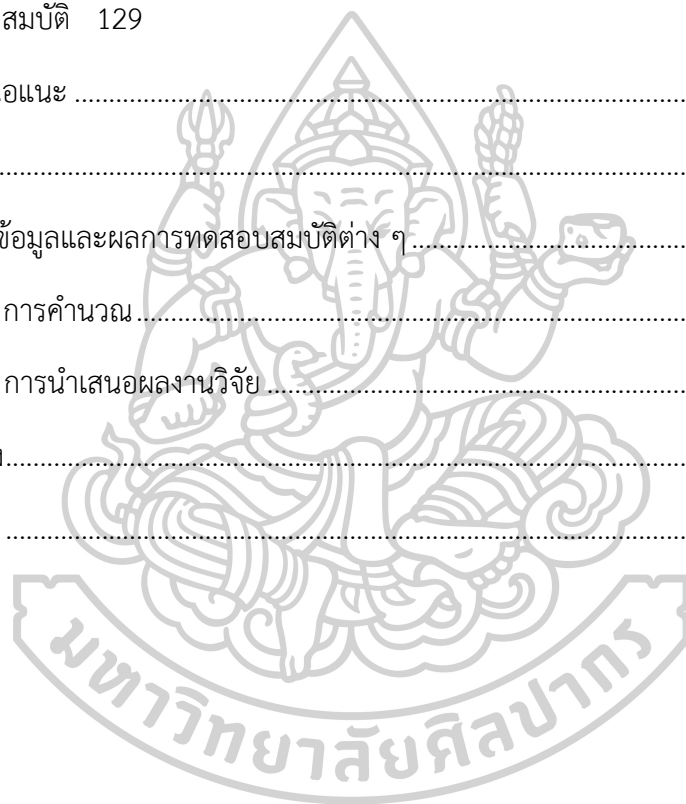 สมบัติ 129
อแนะ ................................................................................
................................................................................
ข้อมูลและผลการทดสอบสมบัติต่าง ๆ ................................
การคำนวณ ................................................................................
การนำเสนอผลงานวิจัย ................................................................
................................................................................
................................................................................
มหาวิทยาลัยศิลปากร